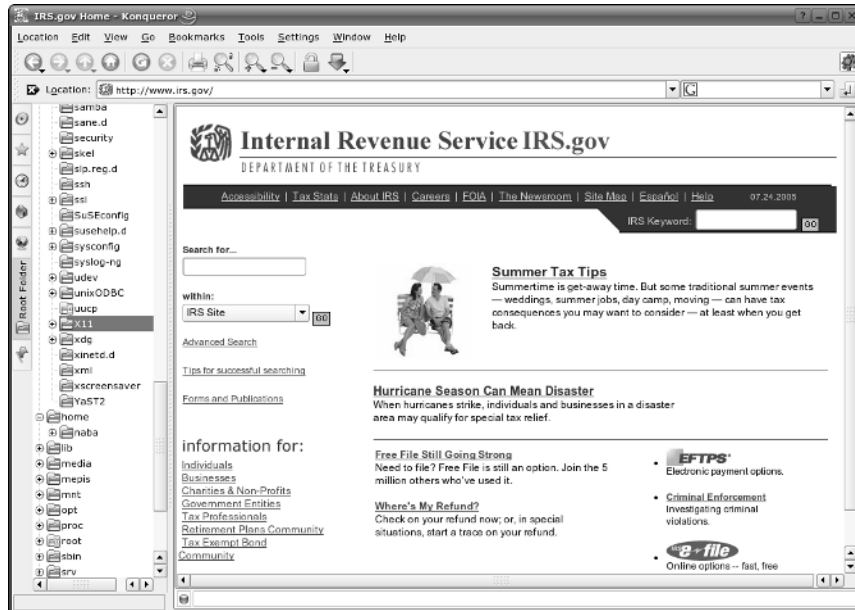 IRS.gov Home - Konqueror
Location Edit View Go Bookmarks Tools Settings Window Help
Location: http://www.irs.gov/
G
Root Folder
samba
sane.d
security
skel
slp.reg.d
ssh
ssl
SuSEconfig
susehelp.d
sysconfig
syslog-ng
udev
unixODBC
uucp
X11
xdg
xinetd.d
xml
xscreensaver
YaST2
home
naba
lib
media
mepis
mnt
opt
proc
root
sbin
srv
Internal Revenue Service IRS.gov
DEPARTMENT OF THE TREASURY
Accessibility | Tax Stats | About IRS | Careers | FOIA | The Newsroom | Site Map | Español | Help 07.24.2005
IRS Keyword: GO
Search for...
within:
IRS Site GO
Advanced Search
Tips for successful searching
Forms and Publications
information for:
Individuals
Businesses
Charities & Non-Profits
Government Entities
Tax Professionals
Retirement Plans Community
Tax Exempt Bond
Community
Summer Tax Tips
Summertime is get-away time. But some traditional summer events
— weddings, summer jobs, day camp, moving — can have tax
consequences you may want to consider — at least when you get
back.
Hurricane Season Can Mean Disaster
When hurricanes strike, individuals and businesses in a disaster
area may qualify for special tax relief.
Free File Still Going Strong
Need to file? Free File is still an option. Join the 5
million others who've used it.
Where's My Refund?
Check on your refund now; or, in special
situations, start a trace on your refund.
EFTPS
Electronic payment options.
Criminal Enforcement
Investigating criminal
violations.
IRS e-file
Online options -- fast, free